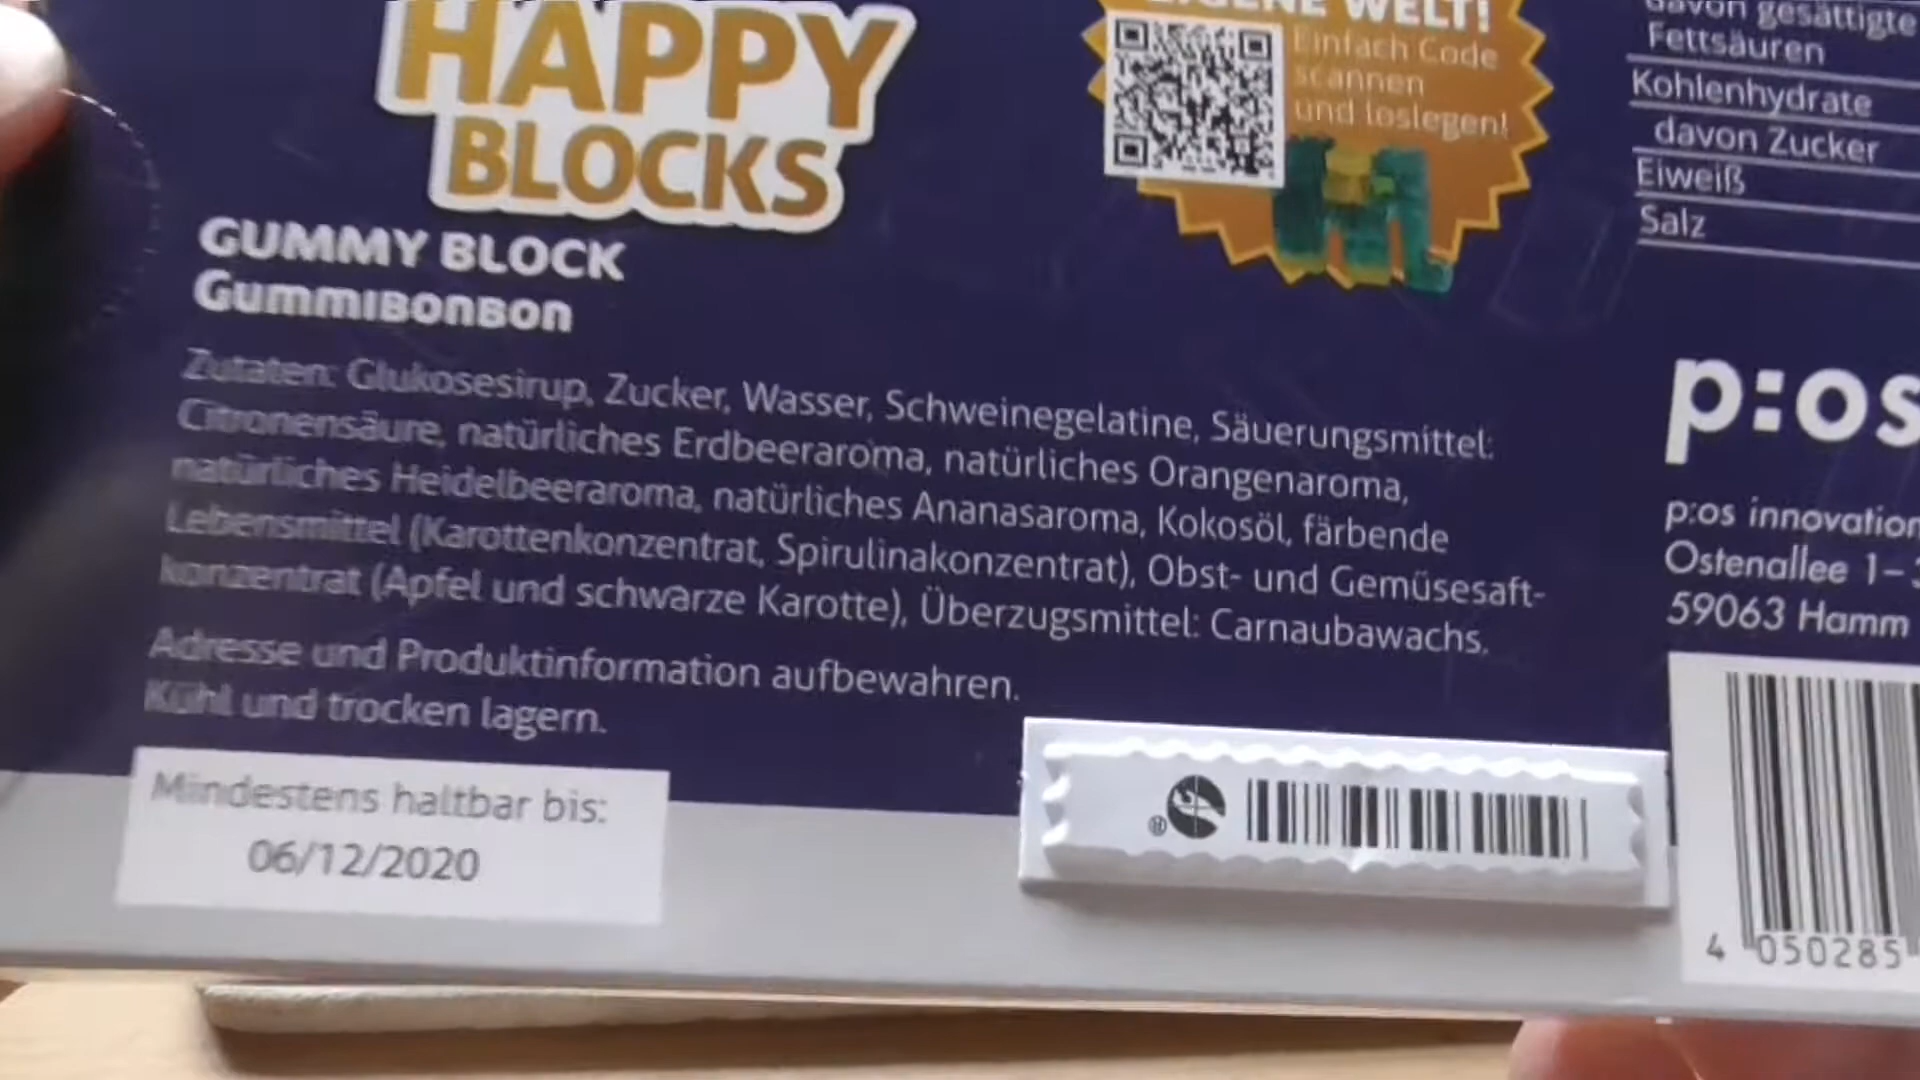 HAPPY
BLOCKS
GUMMY BLOCK
GummiBonBon
Zutaten: Glukosesirup, Zucker, Wasser, Schweinegelatine, Säuerungsmittel:
Citronensäure, natürliches Erdbeeraroma, natürliches Orangenaroma,
natürliches Heidelbeeraroma, natürliches Ananasaroma, Kokosöl, färbende
Lebensmittel (Karottenkonzentrat, Spirulinakonzentrat), Obst- und Gemüsesaft-
konzentrat (Apfel und schwarze Karotte), Überzugsmittel: Carnaubawachs.
Adresse und Produktinformation aufbewahren.
Kühl und trocken lagern.
Mindestens haltbar bis:
06/12/2020
EIGENE WELT!
Einfach Code
scannen
und loslegen!
davon gesättigte
Fettsäuren
Kohlenhydrate
davon Zucker
Eiweiß
Salz
p:os
p:os innovation
Ostenallee 1-
59063 Hamm
®
4 050285